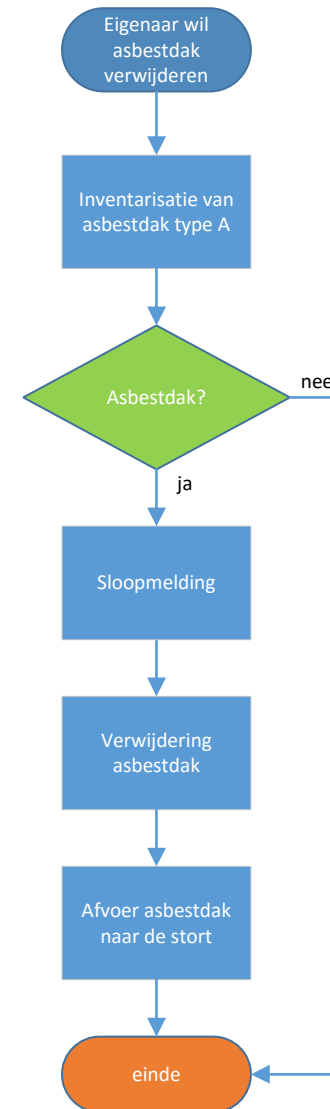 Eigenaar wil
asbestdak
verwijderen
Inventarisatie van
asbestdak type A
Asbestdak?
nee
ja
Sloopmelding
Verwijdering
asbestdak
Afvoer asbestdak
naar de stort
einde